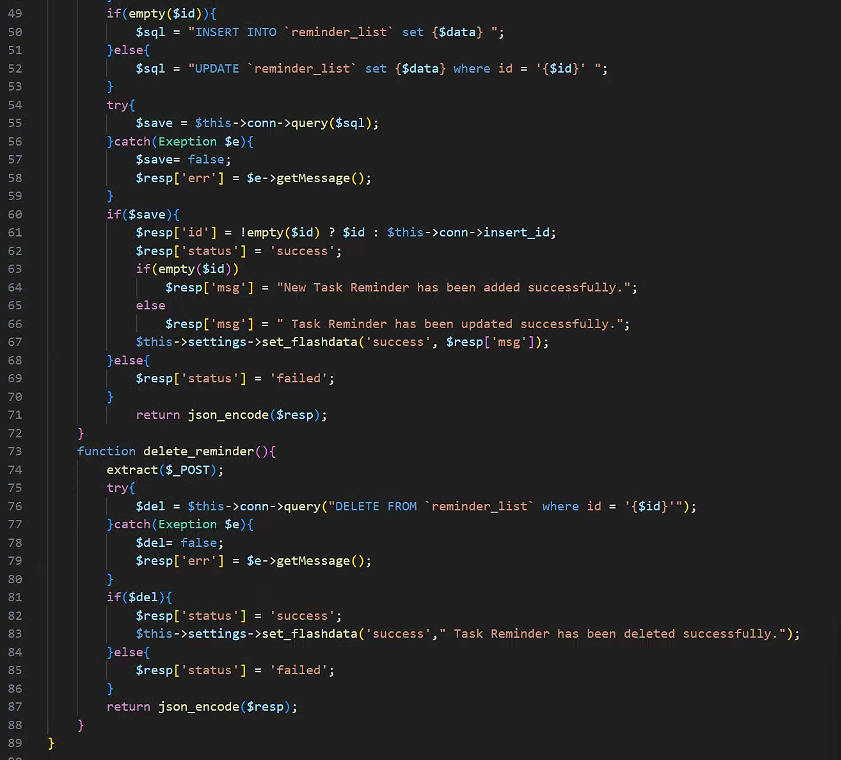 49 if(empty($id)){
50 $sql = "INSERT INTO `reminder_list` set {$data} ";
51 }else{
52 $sql = "UPDATE `reminder_list` set {$data} where id = '{$id}' ";
53 }
54 try{
55 $save = $this->conn->query($sql);
56 }catch(Exeption $e){
57 $save= false;
58 $resp['err'] = $e->getMessage();
59 }
60 if($save){
61 $resp['id'] = !empty($id) ? $id : $this->conn->insert_id;
62 $resp['status'] = 'success';
63 if(empty($id))
64 $resp['msg'] = "New Task Reminder has been added successfully.";
65 else
66 $resp['msg'] = " Task Reminder has been updated successfully.";
67 $this->settings->set_flashdata('success', $resp['msg']);
68 }else{
69 $resp['status'] = 'failed';
70 }
71 return json_encode($resp);
72 }
73 function delete_reminder(){
74 extract($_POST);
75 try{
76 $del = $this->conn->query("DELETE FROM `reminder_list` where id = '{$id}'");
77 }catch(Exeption $e){
78 $del= false;
79 $resp['err'] = $e->getMessage();
80 }
81 if($del){
82 $resp['status'] = 'success';
83 $this->settings->set_flashdata('success'," Task Reminder has been deleted successfully.");
84 }else{
85 $resp['status'] = 'failed';
86 }
87 return json_encode($resp);
88 }
89 }